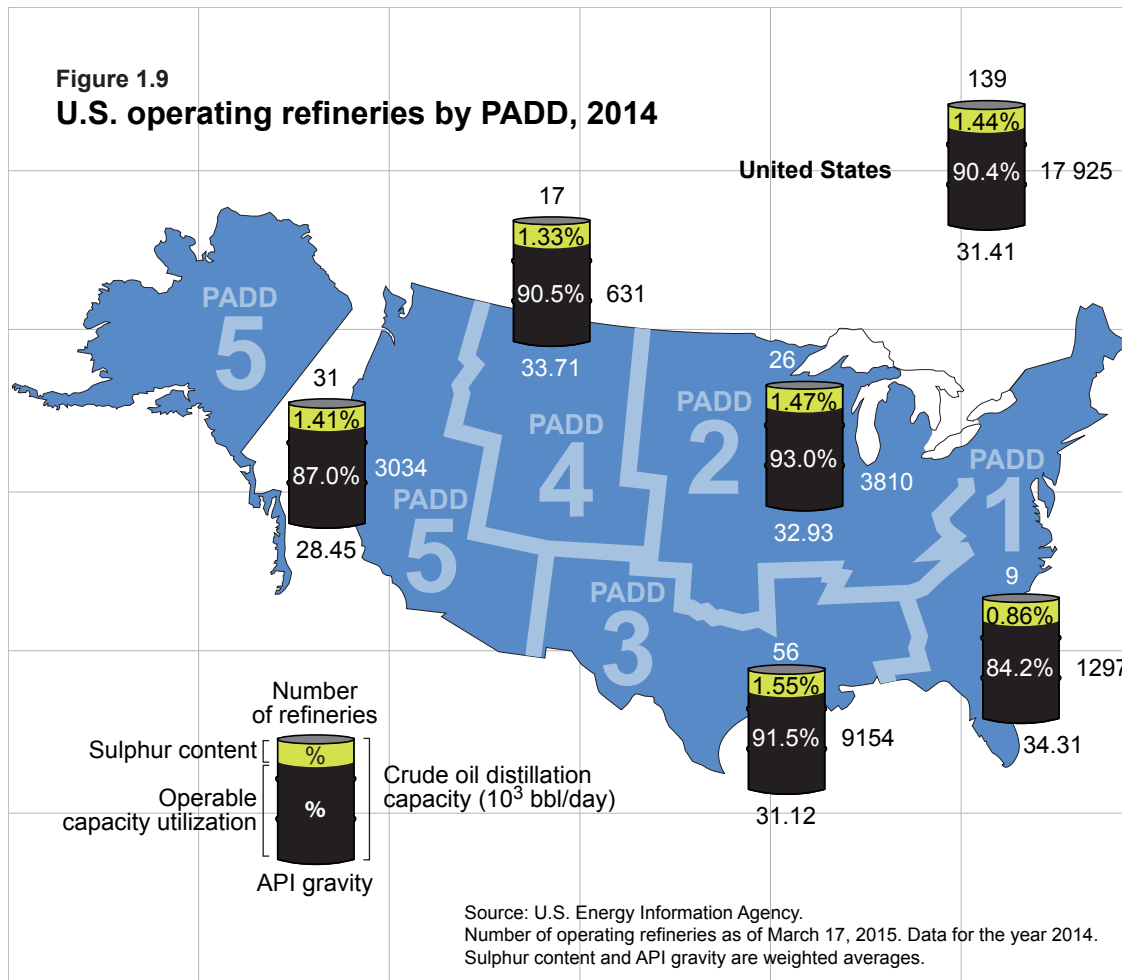 Figure 1.9
U.S. operating refineries by PADD, 2014
139
1.44%
United States
90.4%
17 925
31.41
17
1.33%
90.5%
631
33.71
PADD
5
31
1.41%
87.0%
3034
28.45
PADD
5
PADD
4
26
1.47%
PADD
2
93.0%
3810
32.93
PADD
1
9
0.86%
84.2%
1297
34.31
PADD
3
56
1.55%
91.5%
9154
31.12
Number
of refineries
Sulphur content
%
Operable
capacity utilization
%
Crude oil distillation
capacity (10³ bbl/day)
API gravity
Source: U.S. Energy Information Agency.
Number of operating refineries as of March 17, 2015. Data for the year 2014.
Sulphur content and API gravity are weighted averages.